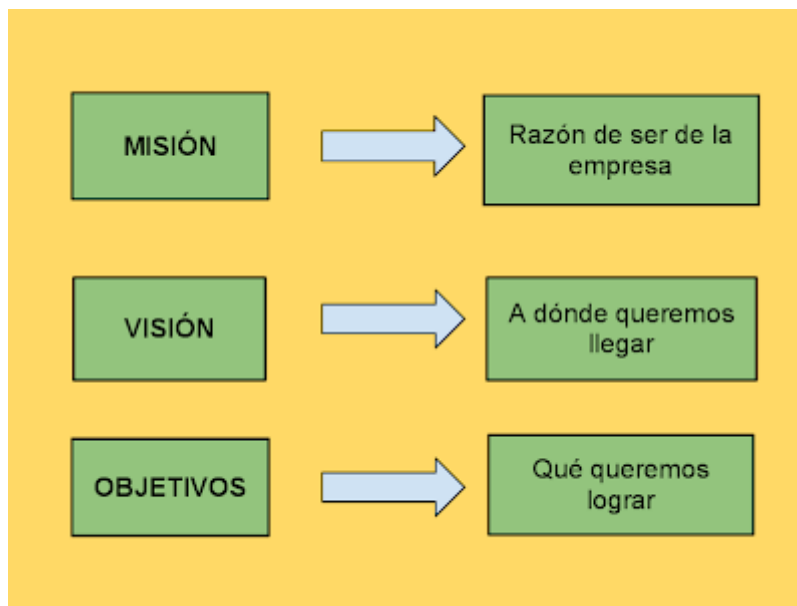 MISIÓN
Razón de ser de la
empresa
VISIÓN
A dónde queremos
llegar
OBJETIVOS
Qué queremos
lograr